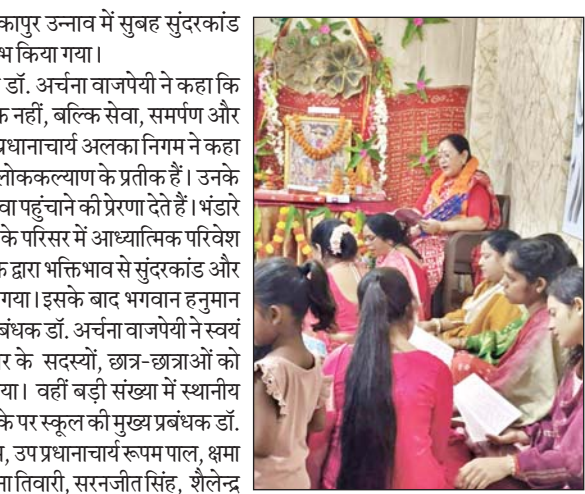 कापुर उन्नाव में सुबह सुंदरकांड
भ किया गया।
डॉ. अर्चना वाजपेयी ने कहा कि
क नहीं, बल्कि सेवा, समर्पण और
प्रधानाचार्य अलका निगम ने कहा
लोककल्याण के प्रतीक हैं। उनके
वा पहुंचाने की प्रेरणा देते हैं। भंडारे
के परिसर में आध्यात्मिक परिवेश
क द्वारा भक्तिभाव से सुंदरकांड और
गया। इसके बाद भगवान हनुमान
बंधक डॉ. अर्चना वाजपेयी ने स्वयं
र के सदस्यों, छात्र-छात्राओं को
या। वहीं बड़ी संख्या में स्थानीय
के पर स्कूल की मुख्य प्रबंधक डॉ.
, उप प्रधानाचार्य रूपम पाल, क्षमा
ना तिवारी, सरनजीत सिंह, शैलेन्द्र